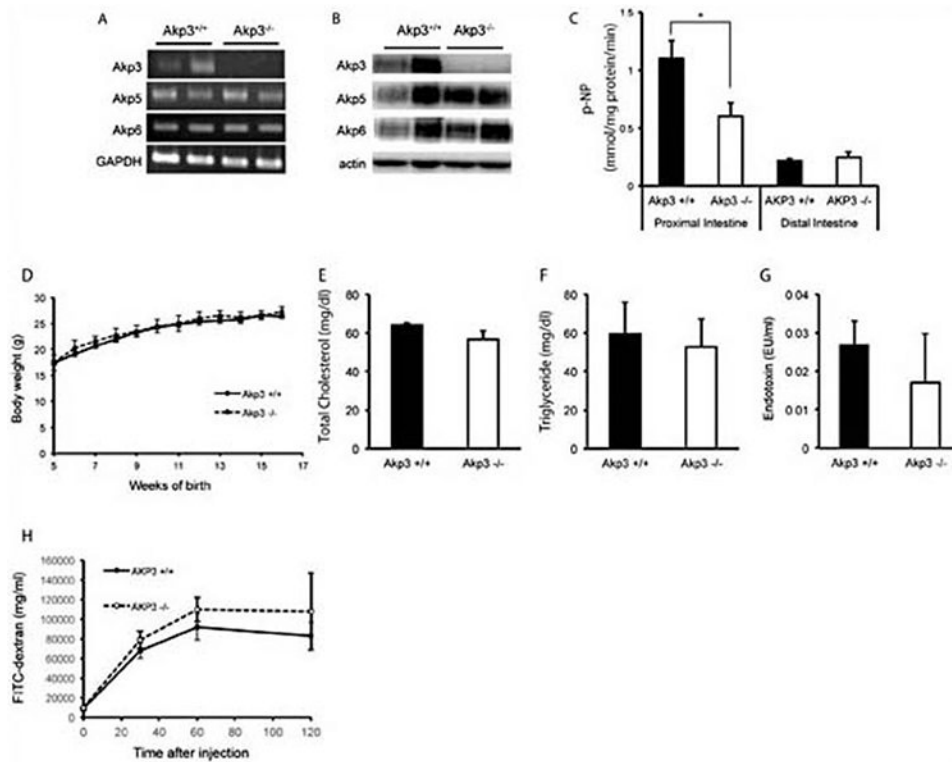 A
Akp3+/+ Akp3-/-
Akp3
Akp5
Akp6
GAPDH
B
Akp3+/+ Akp3-/-
Akp3
Akp5
Akp6
actin
C
p-NP
(mmol/mg protein/min)
1.5
1
0.5
0
*
Akp3 +/+ Akp3 -/- AKP3 +/+ AKP3 -/-
Proximal Intestine Distal Intestine
D
Body weight (g)
30
25
20
15
10
5
0
Akp3 +/+
Akp3 -/-
5 7 9 11 13 15 17
Weeks of birth
E
Total Cholesterol (mg/dl)
80
60
40
20
0
Akp3 +/+ Akp3 -/-
F
Triglyceride (mg/dl)
80
60
40
20
0
Akp3 +/+ Akp3 -/-
G
Endotoxin (EU/ml)
0.04
0.03
0.02
0.01
0
Akp3 +/+ Akp3 -/-
H
FITC-dextran (mg/ml)
160000
140000
120000
100000
80000
60000
40000
20000
0
AKP3 +/+
AKP3 -/-
0 20 40 60 80 100 120
Time after injection